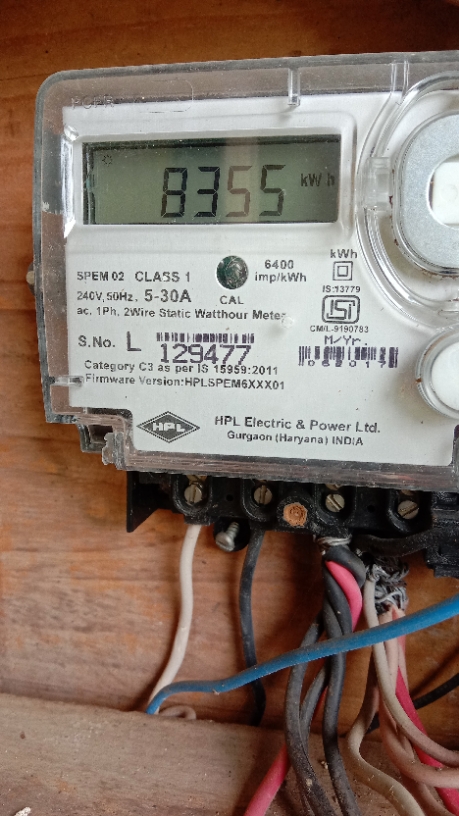 8355 kWh
6400
imp/kWh
kWh
SPEM 02 CLASS 1
240V,50Hz, 5-30A
CAL
IS:13779
ac. 1Ph, 2Wire Static Watthour Meter
CM/L-9190783
S.No. L 129477
M/Yr.
062017
Category C3 as per IS 15959:2011
Firmware Version:HPLSPEM6XXX01
HPL
HPL Electric & Power Ltd.
Gurgaon (Haryana) INDIA